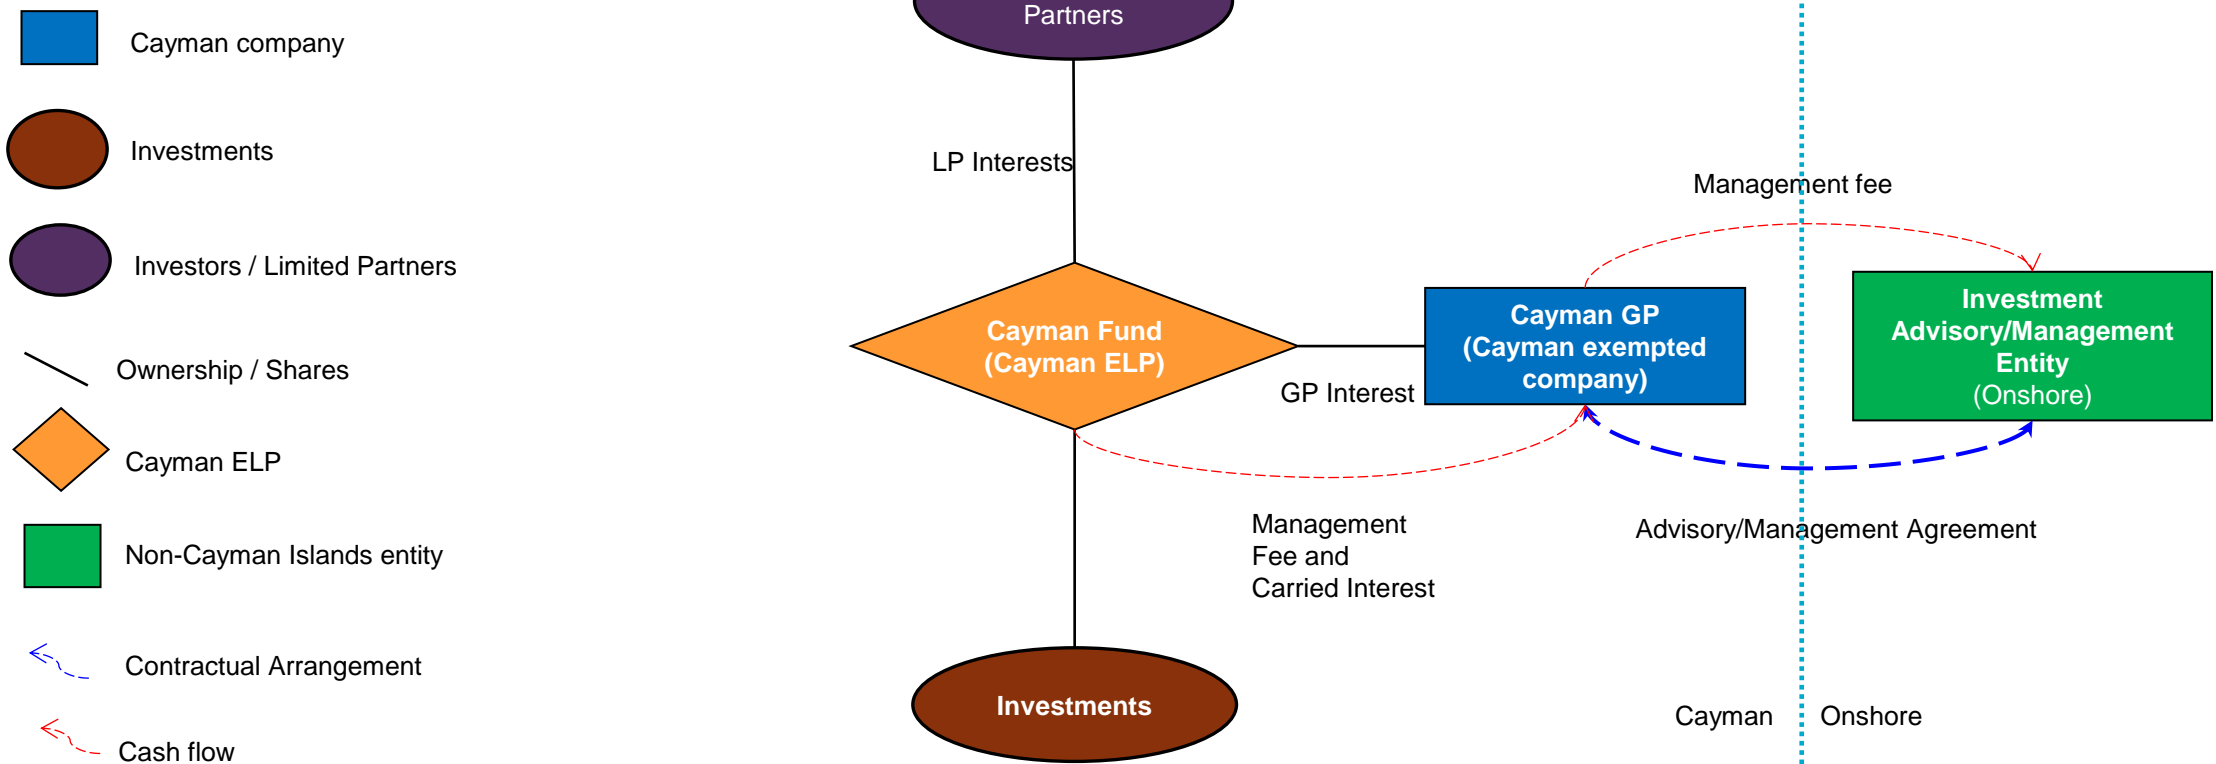 Cayman company
Investments
Investors / Limited Partners
Ownership / Shares
Cayman ELP
Non-Cayman Islands entity
Contractual Arrangement
Cash flow
Partners
LP Interests
Cayman Fund
(Cayman ELP)
GP Interest
Cayman GP
(Cayman exempted
company)
Management fee
Investment
Advisory/Management
Entity
(Onshore)
Management
Fee and
Carried Interest
Advisory/Management Agreement
Investments
Cayman
Onshore